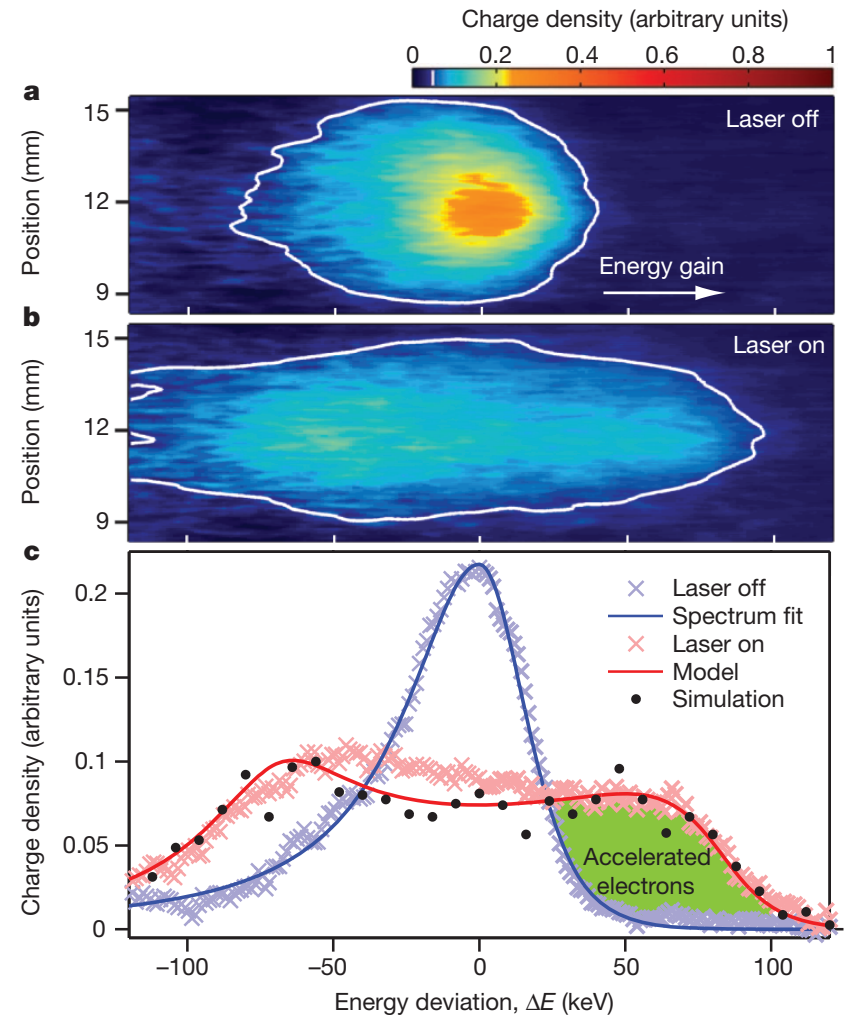 Charge density (arbitrary units)
0 0.2 0.4 0.6 0.8 1
a
Laser off
Position (mm)
15
12
9
Energy gain
b
Laser on
Position (mm)
15
12
9
c
Charge density (arbitrary units)
0.2
0.15
0.1
0.05
0
Laser off
Spectrum fit
Laser on
Model
Simulation
Accelerated
electrons
−100 −50 0 50 100
Energy deviation, ΔE (keV)